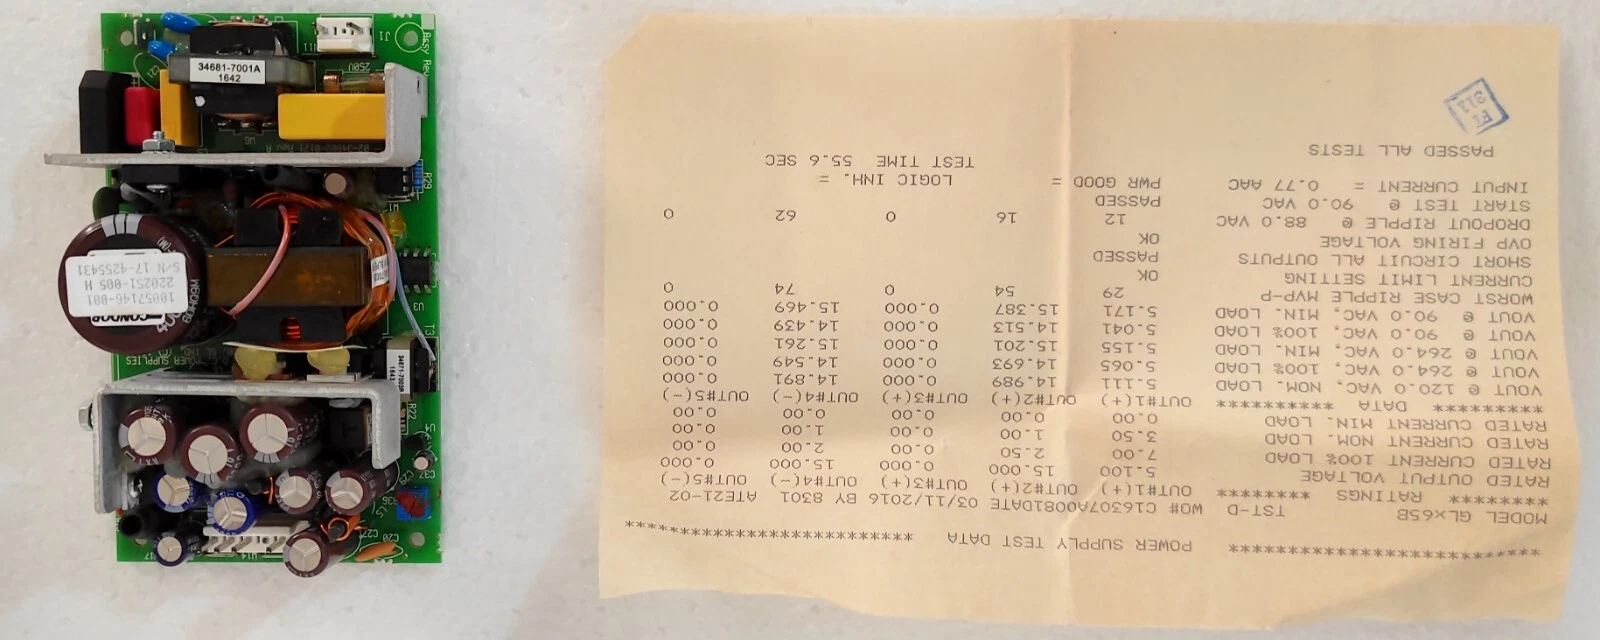 34681-7001A
1642
J1
Assy Rev
250V
W6
R29
U3
T3
POWER SUPPLIES
CONDOR
10057146-001
220251-005 H
S/N 17-4255431
1642
R22
C37
C20
*************************** POWER SUPPLY TEST DATA ***************************
MODEL GLX65B TST-D WO# C16307A0081DATE 03/11/2016 BY 8301 ATE21-02
******** RATINGS ******** OUT#1(+) OUT#2(+) OUT#3(+) OUT#4(-) OUT#5(-)
RATED OUTPUT VOLTAGE 5.100 15.000 0.000 15.000 0.000
RATED CURRENT 100% LOAD 7.00 2.50 0.00 2.00 0.00
RATED CURRENT NOM. LOAD 3.50 1.00 0.00 1.00 0.00
RATED CURRENT MIN. LOAD 0.00 0.00 0.00 0.00 0.00
********** DATA *********** OUT#1(+) OUT#2(+) OUT#3(+) OUT#4(-) OUT#5(-)
VOUT @ 120.0 VAC, NOM. LOAD 5.111 14.989 0.000 14.891 0.000
VOUT @ 264.0 VAC, 100% LOAD 5.065 14.693 0.000 14.549 0.000
VOUT @ 264.0 VAC, MIN. LOAD 5.155 15.201 0.000 15.261 0.000
VOUT @ 90.0 VAC, 100% LOAD 5.041 14.513 0.000 14.439 0.000
VOUT @ 90.0 VAC, MIN. LOAD 5.171 15.387 0.000 15.469 0.000
WORST CASE RIPPLE MVP-P 29 54 0 74 0
CURRENT LIMIT SETTING OK
SHORT CIRCUIT ALL OUTPUTS PASSED
OVP FIRING VOLTAGE OK
DROPOUT RIPPLE @ 88.0 VAC 12 16 0 62 0
START TEST @ 90.0 VAC PASSED
INPUT CURRENT = 0.77 AAC PWR GOOD = LOGIC INH. =
TEST TIME 55.6 SEC
PASSED ALL TESTS